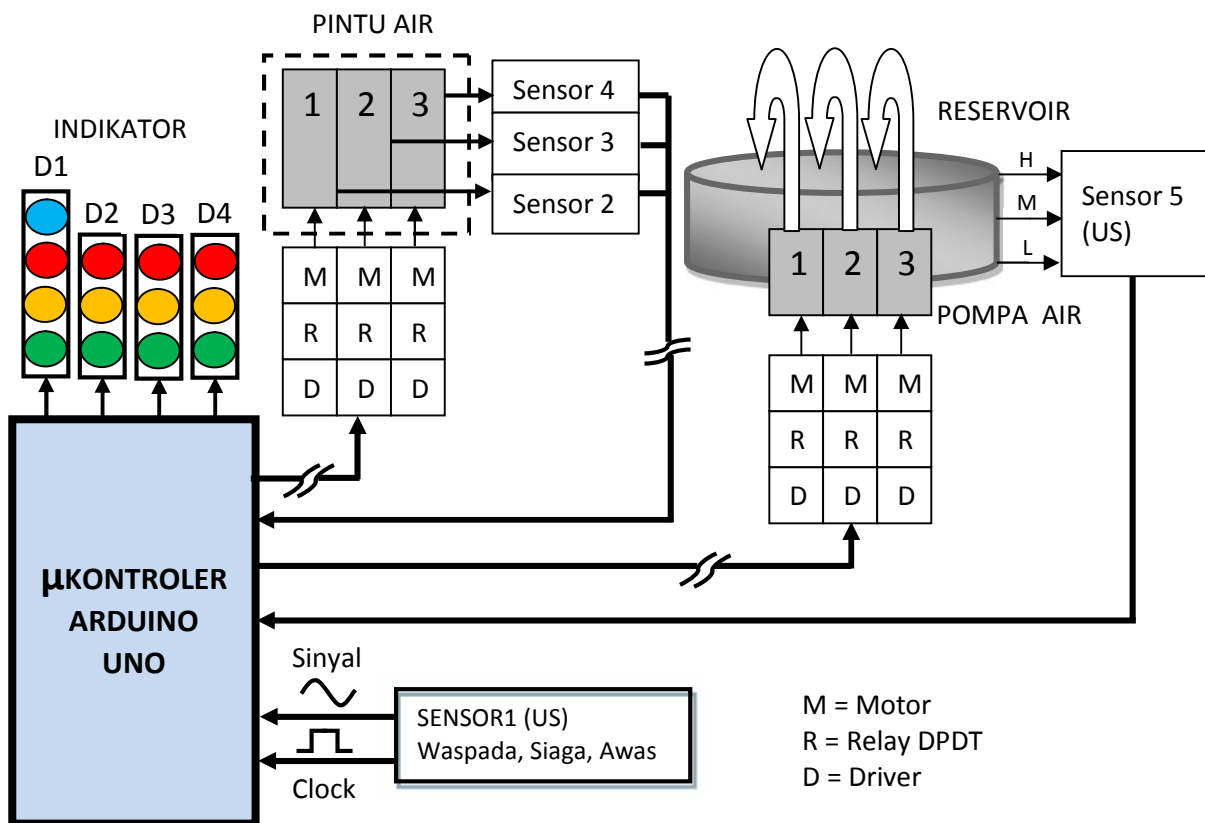 PINTU AIR
1 2 3
Sensor 4
Sensor 3
Sensor 2
M M M
R R R
D D D
INDIKATOR
D1
D2 D3 D4
RESERVOIR
H
M
L
Sensor 5
(US)
1 2 3
POMPA AIR
M M M
R R R
D D D
µKONTROLER
ARDUINO
UNO
Sinyal
Clock
SENSOR1 (US)
Waspada, Siaga, Awas
M = Motor
R = Relay DPDT
D = Driver